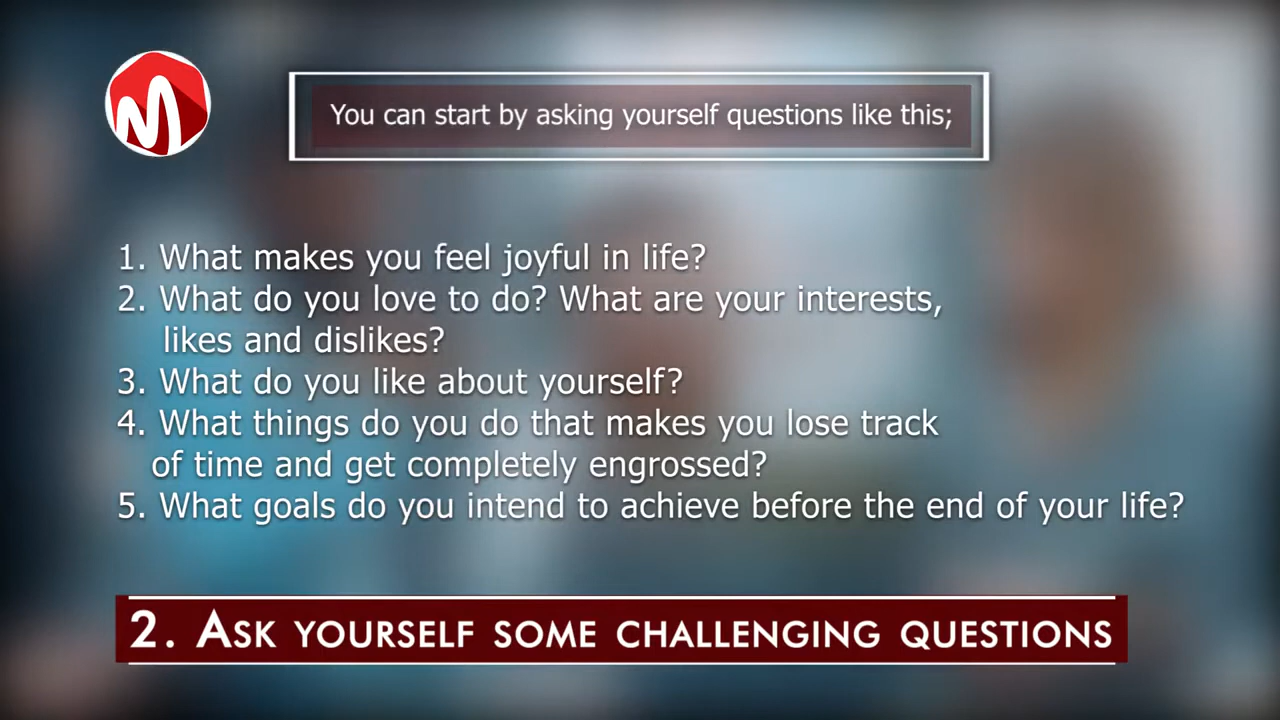 You can start by asking yourself questions like this;
1. What makes you feel joyful in life?
2. What do you love to do? What are your interests,
likes and dislikes?
3. What do you like about yourself?
4. What things do you do that makes you lose track
of time and get completely engrossed?
5. What goals do you intend to achieve before the end of your life?
2. ASK YOURSELF SOME CHALLENGING QUESTIONS